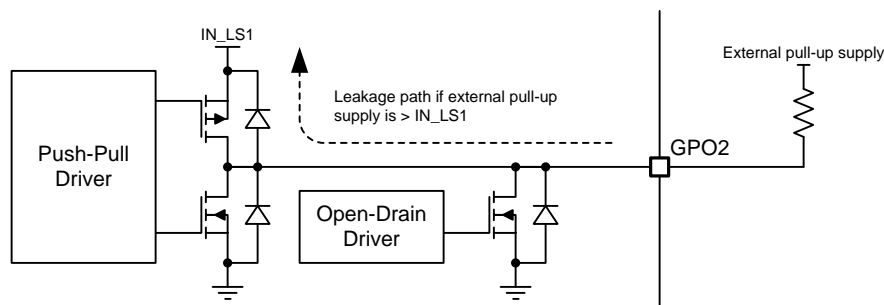 IN_LS1
External pull-up supply
Leakage path if external pull-up
supply is > IN_LS1
Push-Pull
Driver
GPO2
Open-Drain
Driver